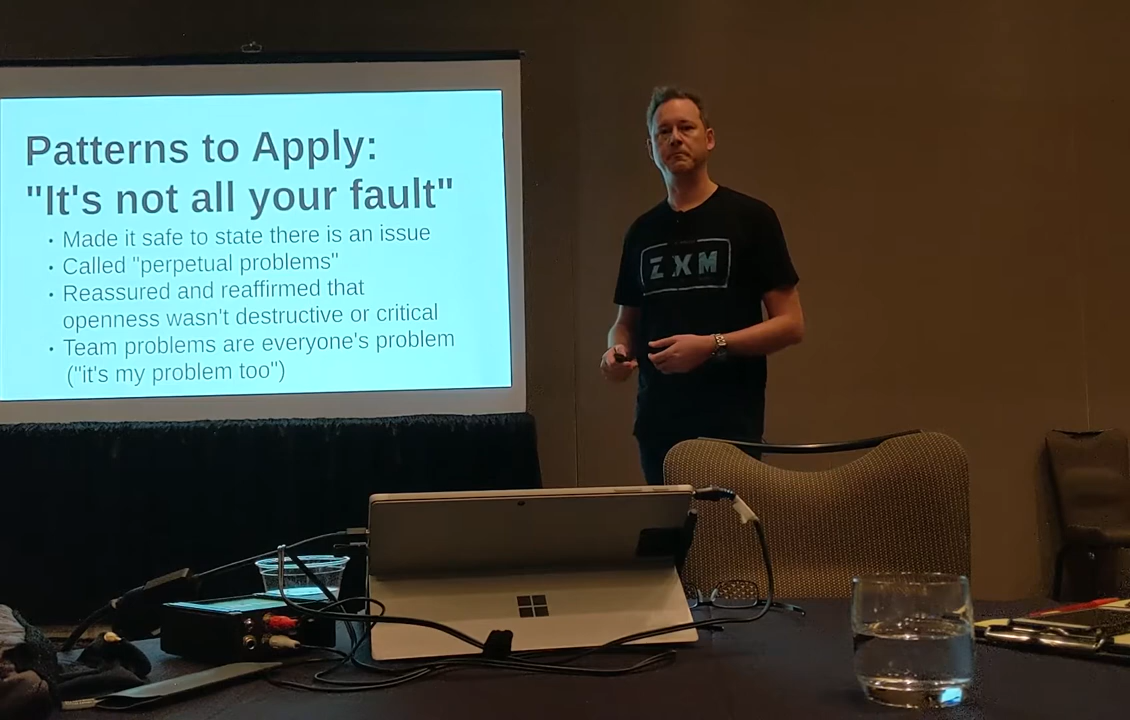 Patterns to Apply:
"It's not all your fault"
· Made it safe to state there is an issue
· Called "perpetual problems"
· Reassured and reaffirmed that
openness wasn't destructive or critical
· Team problems are everyone's problem
("it's my problem too")
ZXM